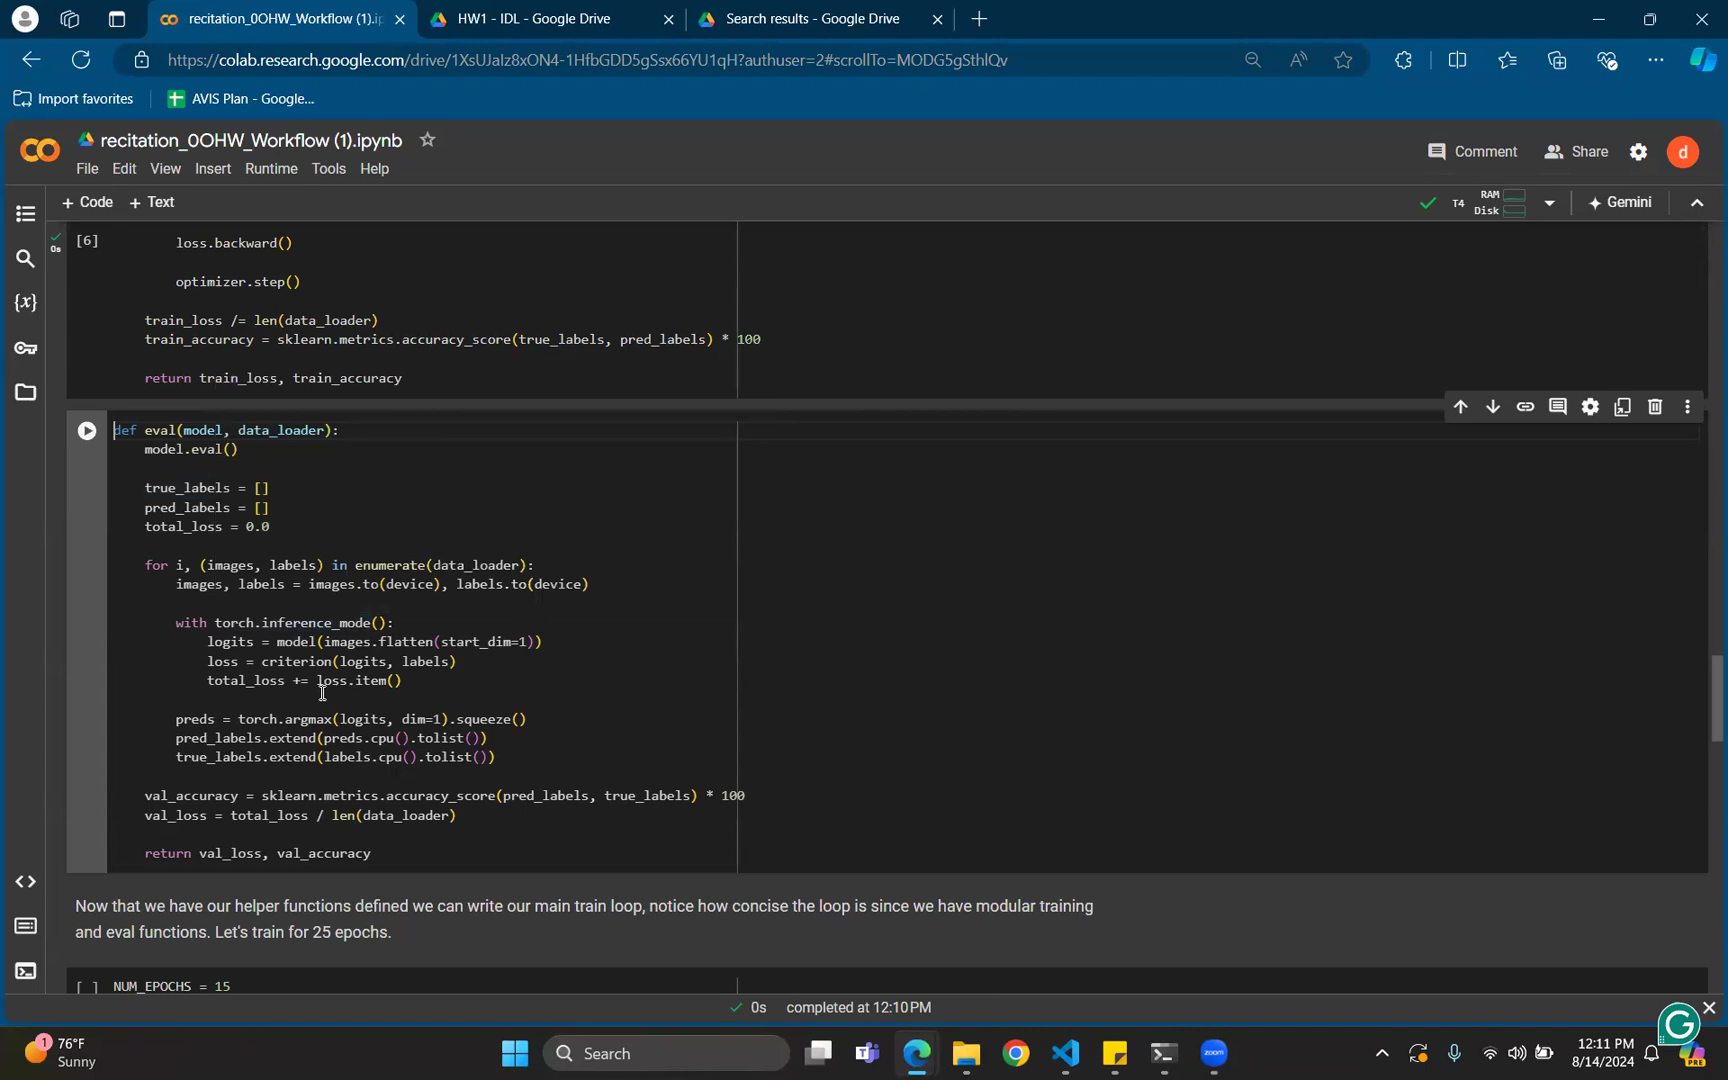 recitation_0OHW_Workflow (1).ip
HW1 - IDL - Google Drive
Search results - Google Drive
https://colab.research.google.com/drive/1XsUJaIz8xON4-1HfbGDD5gSsx66YU1qH?authuser=2#scrollTo=MODG5gSthlQv
Import favorites
AVIS Plan - Google...
recitation_0OHW_Workflow (1).ipynb
Comment
Share
d
File Edit View Insert Runtime Tools Help
+ Code + Text
T4
RAM
Disk
Gemini
[6]
0s
loss.backward()
optimizer.step()
train_loss /= len(data_loader)
train_accuracy = sklearn.metrics.accuracy_score(true_labels, pred_labels) * 100
return train_loss, train_accuracy
def eval(model, data_loader):
model.eval()
true_labels = []
pred_labels = []
total_loss = 0.0
for i, (images, labels) in enumerate(data_loader):
images, labels = images.to(device), labels.to(device)
with torch.inference_mode():
logits = model(images.flatten(start_dim=1))
loss = criterion(logits, labels)
total_loss += loss.item()
preds = torch.argmax(logits, dim=1).squeeze()
pred_labels.extend(preds.cpu().tolist())
true_labels.extend(labels.cpu().tolist())
val_accuracy = sklearn.metrics.accuracy_score(pred_labels, true_labels) * 100
val_loss = total_loss / len(data_loader)
return val_loss, val_accuracy
Now that we have our helper functions defined we can write our main train loop, notice how concise the loop is since we have modular training
and eval functions. Let's train for 25 epochs.
[ ] NUM_EPOCHS = 15
0s completed at 12:10 PM
1
76°F
Sunny
Search
zoom
12:11 PM
8/14/2024
PRE